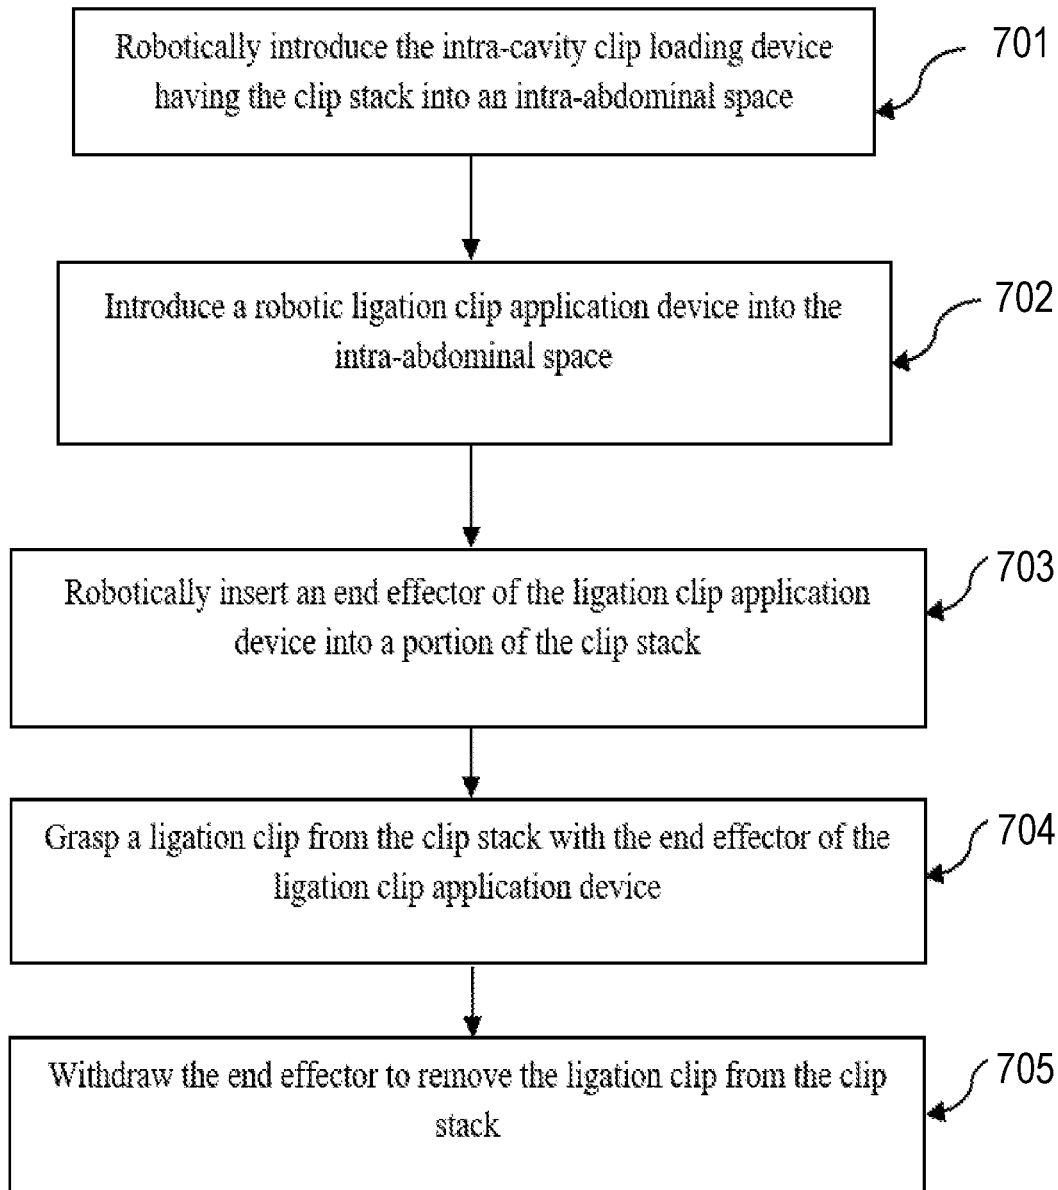 Robotically introduce the intra-cavity clip loading device
having the clip stack into an intra-abdominal space
701
Introduce a robotic ligation clip application device into the
intra-abdominal space
702
Robotically insert an end effector of the ligation clip application
device into a portion of the clip stack
703
Grasp a ligation clip from the clip stack with the end effector of the
ligation clip application device
704
Withdraw the end effector to remove the ligation clip from the clip
stack
705